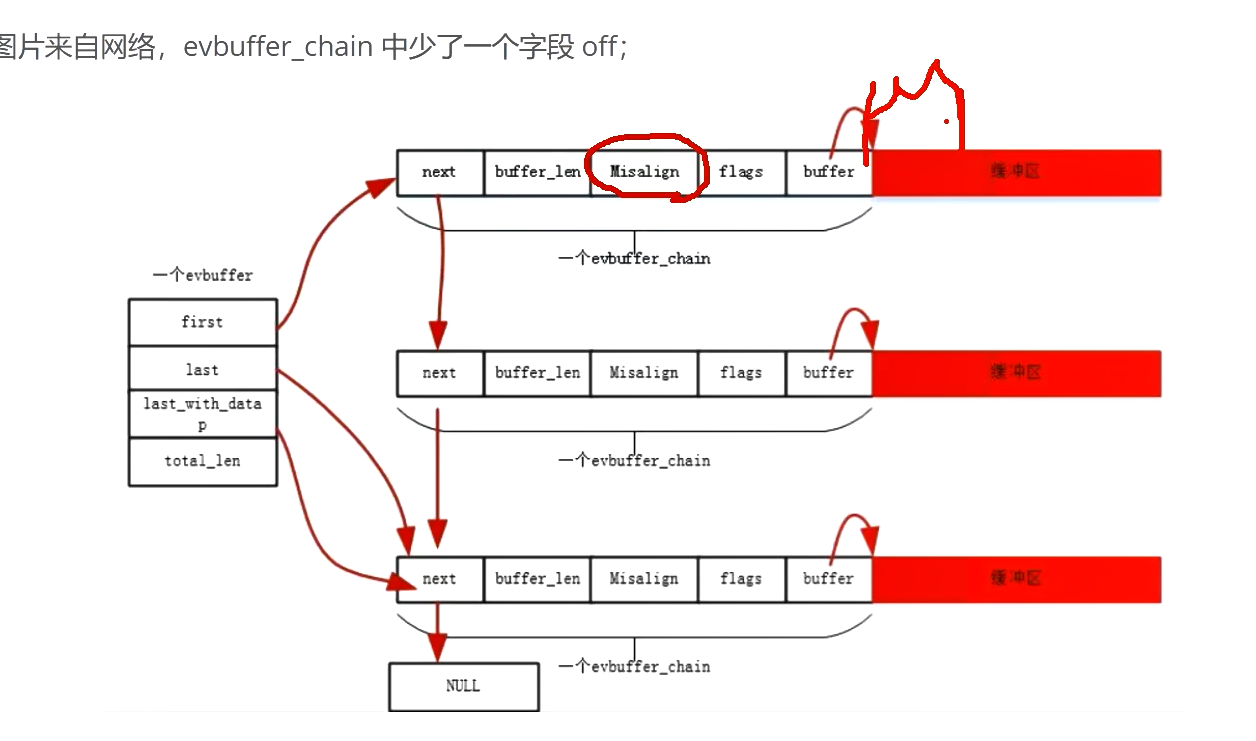 图片来自网络，evbuffer_chain 中少了一个字段 off；
next buffer_len Misalign flags buffer 缓冲区
一个evbuffer_chain
一个evbuffer
first
last
last_with_data
p
total_len
next buffer_len Misalign flags buffer 缓冲区
一个evbuffer_chain
next buffer_len Misalign flags buffer 缓冲区
一个evbuffer_chain
NULL